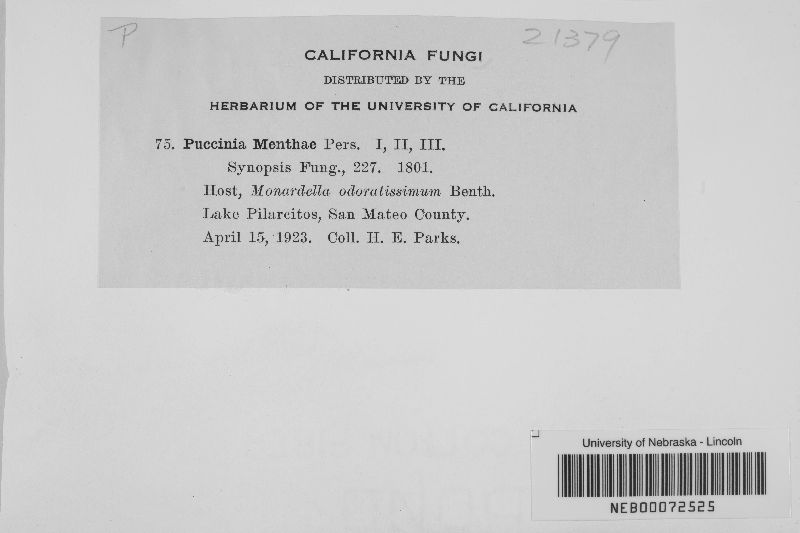 P
21379
CALIFORNIA FUNGI
DISTRIBUTED BY THE
HERBARIUM OF THE UNIVERSITY OF CALIFORNIA
75. Puccinia Menthae Pers. I, II, III.
Synopsis Fung., 227. 1801.
Host, Monardella odoratissimum Benth.
Lake Pilarcitos, San Mateo County.
April 15, 1923. Coll. H. E. Parks.
University of Nebraska - Lincoln
NEB00072525